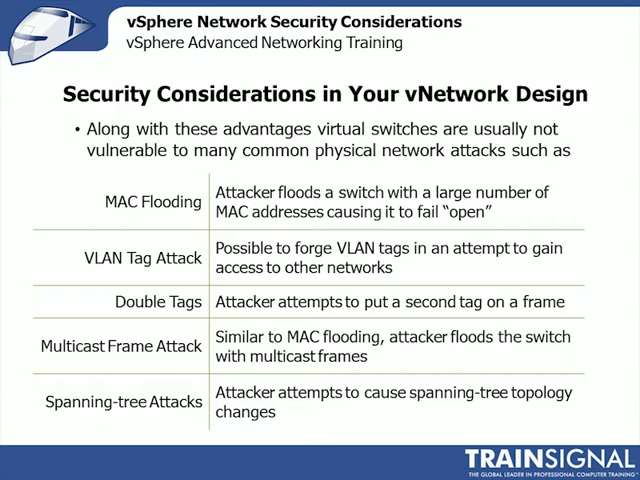 vSphere Network Security Considerations
vSphere Advanced Networking Training
Security Considerations in Your vNetwork Design
• Along with these advantages virtual switches are usually not
vulnerable to many common physical network attacks such as
MAC Flooding
Attacker floods a switch with a large number of
MAC addresses causing it to fail “open”
VLAN Tag Attack
Possible to forge VLAN tags in an attempt to gain
access to other networks
Double Tags
Attacker attempts to put a second tag on a frame
Multicast Frame Attack
Similar to MAC flooding, attacker floods the switch
with multicast frames
Spanning-tree Attacks
Attacker attempts to cause spanning-tree topology
changes
TRAINSIGNAL
THE GLOBAL LEADER IN PROFESSIONAL COMPUTER TRAINING